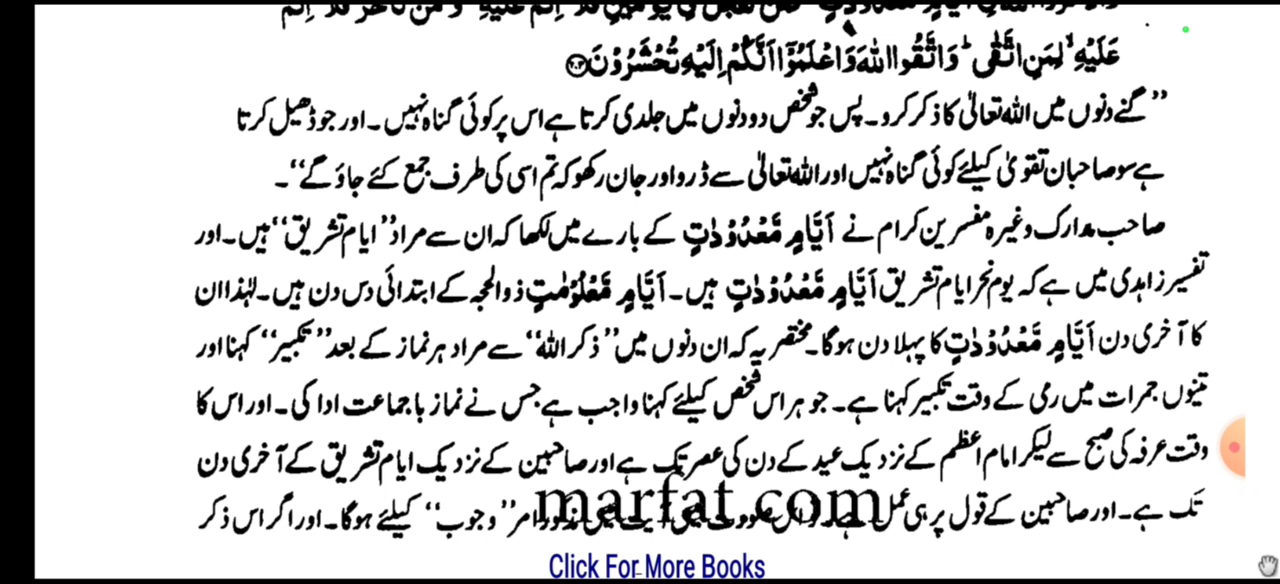 عَلَيْهِ ۙ لِمَنِ اتَّقٰى ؕ وَاتَّقُوا اللّٰهَ وَاعْلَمُوْٓا اَنَّكُمْ اِلَيْهِ تُحْشَرُوْنَ ﴿۲۰۳﴾
”گنے دنوں میں اللہ تعالیٰ کا ذکر کرو۔ پس جو شخص دو دنوں میں جلدی کرتا ہے اس پر کوئی گناہ نہیں۔ اور جو ڈھیل کرتا
ہے سو صاحبان تقویٰ کیلئے کوئی گناہ نہیں اور اللہ تعالیٰ سے ڈرو اور جان رکھو کہ تم اسی کی طرف جمع کئے جاؤ گے“۔
صاحب مدارک وغیرہ مفسرین کرام نے اَيَّامٍ مَّعْدُوْدٰتٍ کے بارے میں لکھا کہ ان سے مراد ”ایام تشریق“ ہیں۔ اور
تفسیر زاہدی میں ہے کہ یوم نحر ایام تشریق اَيَّامٍ مَّعْدُوْدٰتٍ ہیں۔ اَيَّامٍ مَّعْلُوْمٰتٍ ذوالحجہ کے ابتدائی دس دن ہیں۔ لہٰذا ان
کا آخری دن اَيَّامٍ مَّعْدُوْدٰتٍ کا پہلا دن ہوگا۔ مختصر یہ کہ ان دنوں میں ”ذکر اللہ“ سے مراد ہر نماز کے بعد ”تکبیر“ کہنا اور
تینوں جمرات میں رمی کے وقت تکبیر کہنا ہے۔ جو ہر اس شخص کیلئے کہنا واجب ہے جس نے نماز با جماعت ادا کی۔ اور اس کا
وقت عرفہ کی صبح سے لیکر امام اعظم کے نزدیک عید کے دن کی عصر تک ہے اور صاحبین کے نزدیک ایام تشریق کے آخری دن
تک ہے۔ اور صاحبین کے قول پر ہی عمل ہے۔ امر ”وجوب“ کیلئے ہوگا۔ اور اگر اس ذکر
marfat.com
Click For More Books